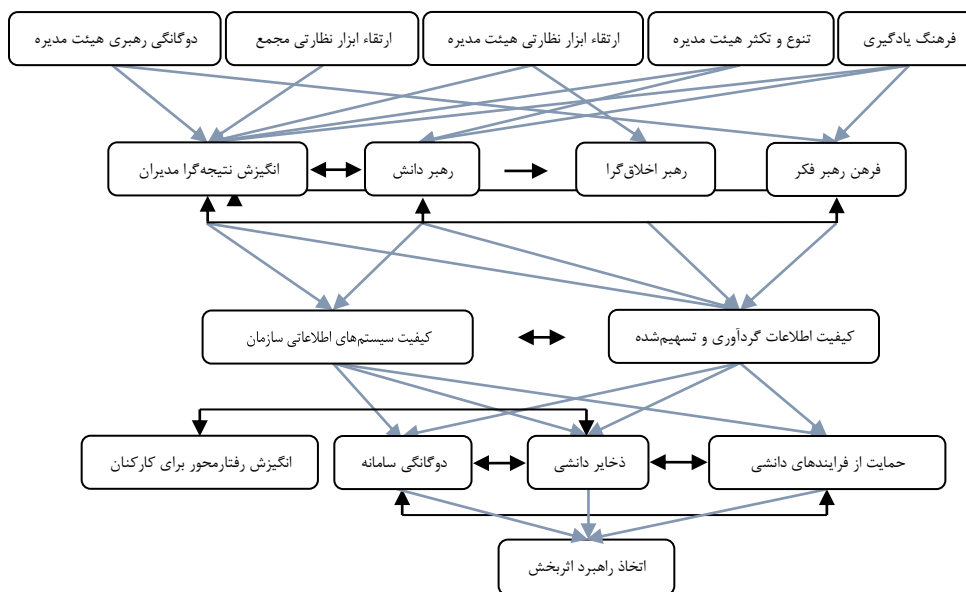 فرهنگ یادگیری
تنوع و تکثر هیئت مدیره
ارتقاء ابزار نظارتی هیئت مدیره
ارتقاء ابزار نظارتی مجمع
دوگانگی رهبری هیئت مدیره
فرهن رهبر فکر
رهبر اخلاق‌گرا
رهبر دانش
انگیزش نتیجه‌گرا مدیران
کیفیت اطلاعات گردآوری و تسهیم‌شده
کیفیت سیستم‌های اطلاعاتی سازمان
حمایت از فرایندهای دانشی
ذخایر دانشی
دوگانگی سامانه
انگیزش رفتارمحور برای کارکنان
اتخاذ راهبرد اثربخش